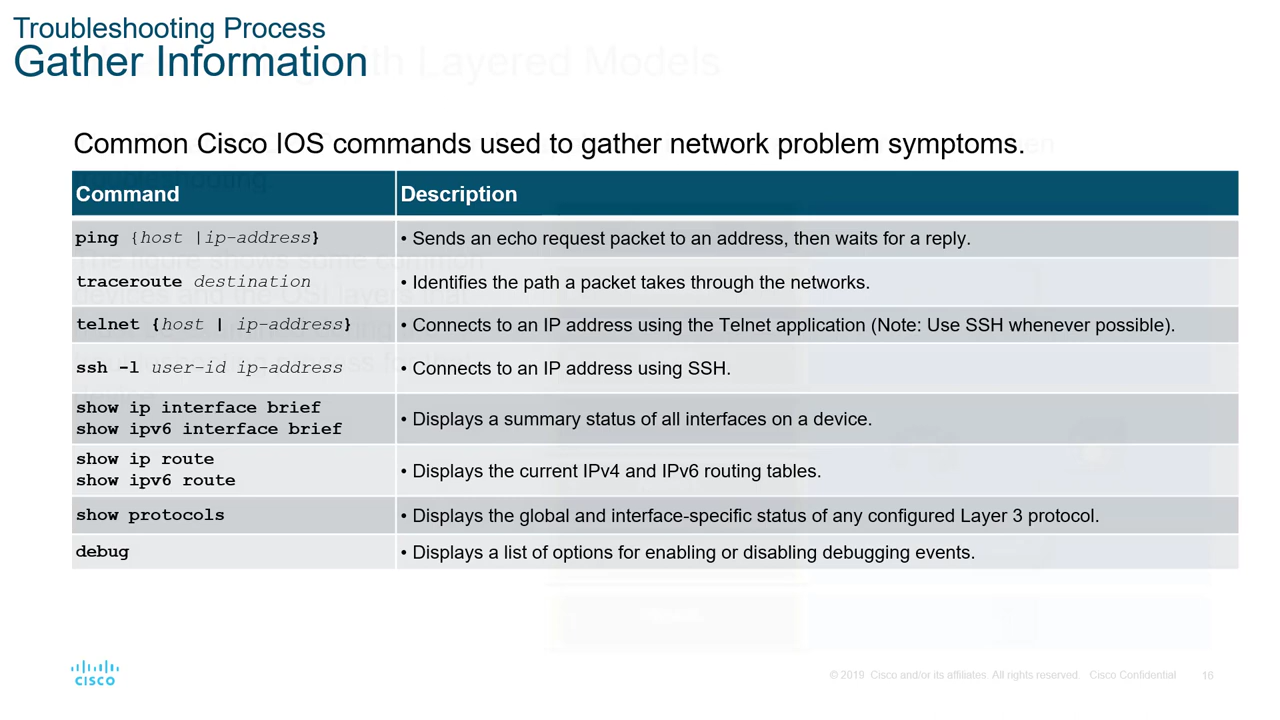 Troubleshooting Process
Gather Information
Common Cisco IOS commands used to gather network problem symptoms.
Command Description
ping {host |ip-address} • Sends an echo request packet to an address, then waits for a reply.
traceroute destination • Identifies the path a packet takes through the networks.
telnet {host | ip-address} • Connects to an IP address using the Telnet application (Note: Use SSH whenever possible).
ssh -l user-id ip-address • Connects to an IP address using SSH.
show ip interface brief
show ipv6 interface brief
• Displays a summary status of all interfaces on a device.
show ip route
show ipv6 route
• Displays the current IPv4 and IPv6 routing tables.
show protocols • Displays the global and interface-specific status of any configured Layer 3 protocol.
debug • Displays a list of options for enabling or disabling debugging events.
CISCO
© 2019 Cisco and/or its affiliates. All rights reserved. Cisco Confidential 16